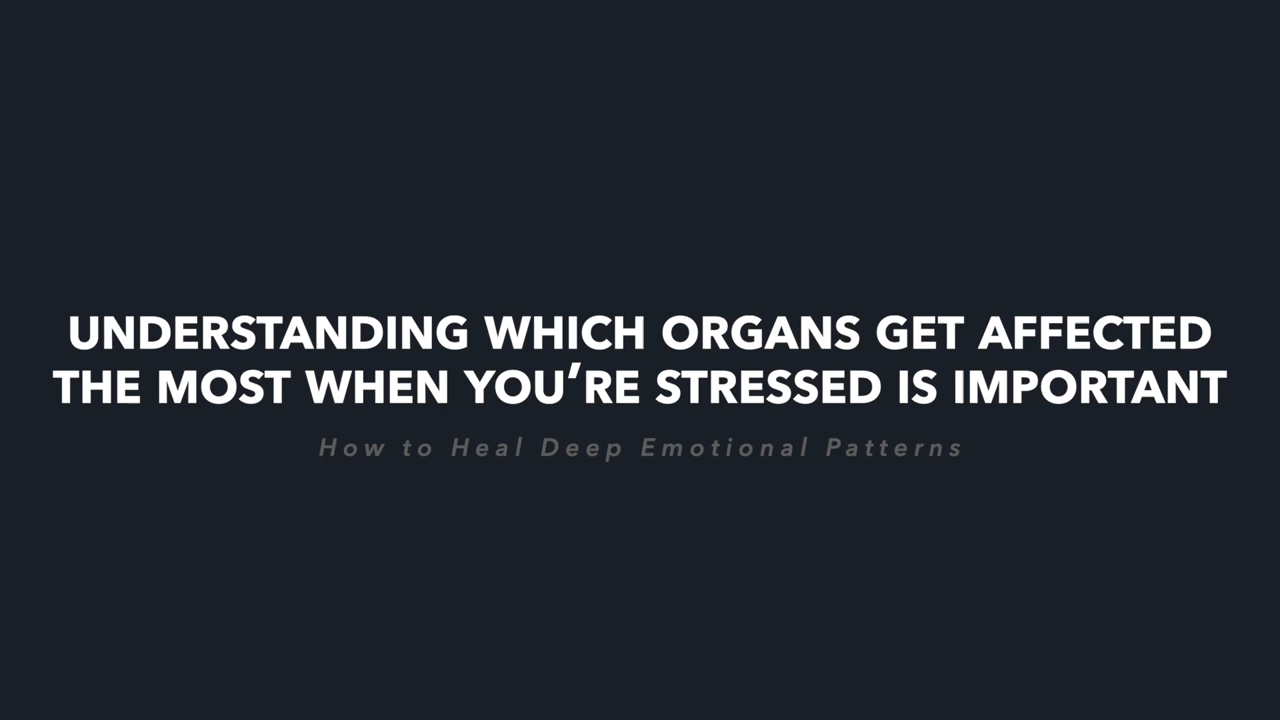 UNDERSTANDING WHICH ORGANS GET AFFECTED
THE MOST WHEN YOU’RE STRESSED IS IMPORTANT
How to Heal Deep Emotional Patterns